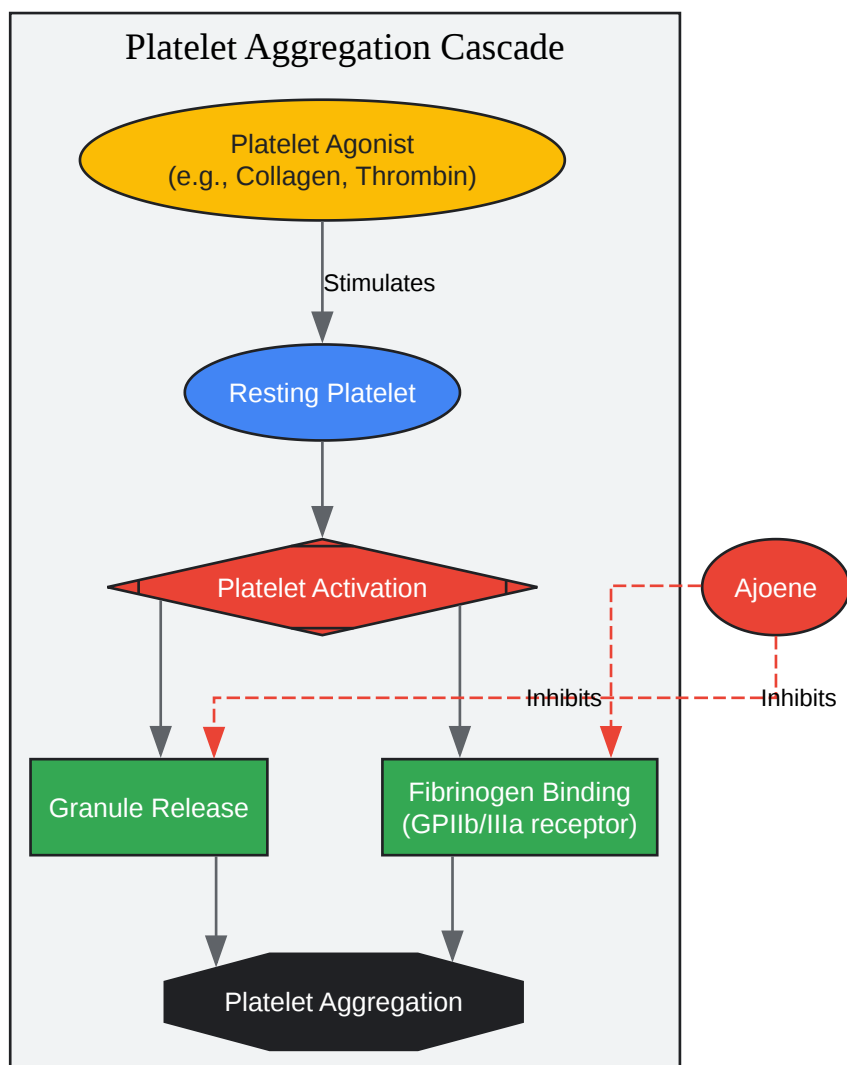 Platelet Aggregation Cascade
Platelet Agonist
(e.g., Collagen, Thrombin)
Stimulates
Resting Platelet
Platelet Activation
Ajoene
Inhibits
Inhibits
Granule Release
Fibrinogen Binding
(GPIIb/IIIa receptor)
Platelet Aggregation